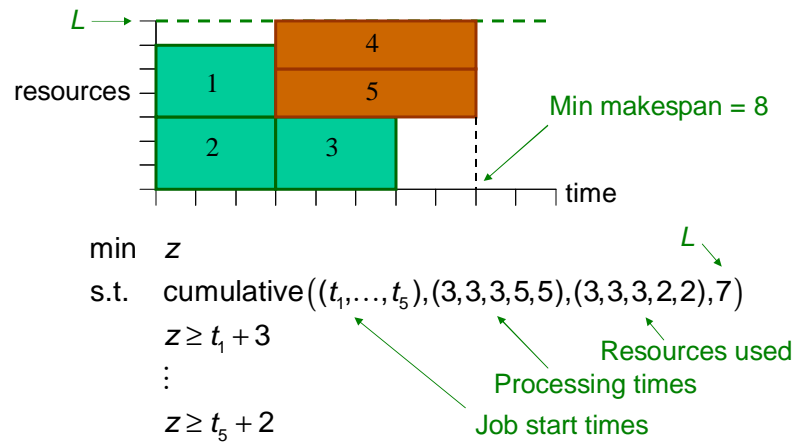 L
4
1
resources
5
Min makespan = 8
2
3
time
min z
L
s.t. cumulative((t₁,…,t₅),(3,3,3,5,5),(3,3,3,2,2),7)
z ≥ t₁ + 3
Resources used
⋮
Processing times
z ≥ t₅ + 2
Job start times